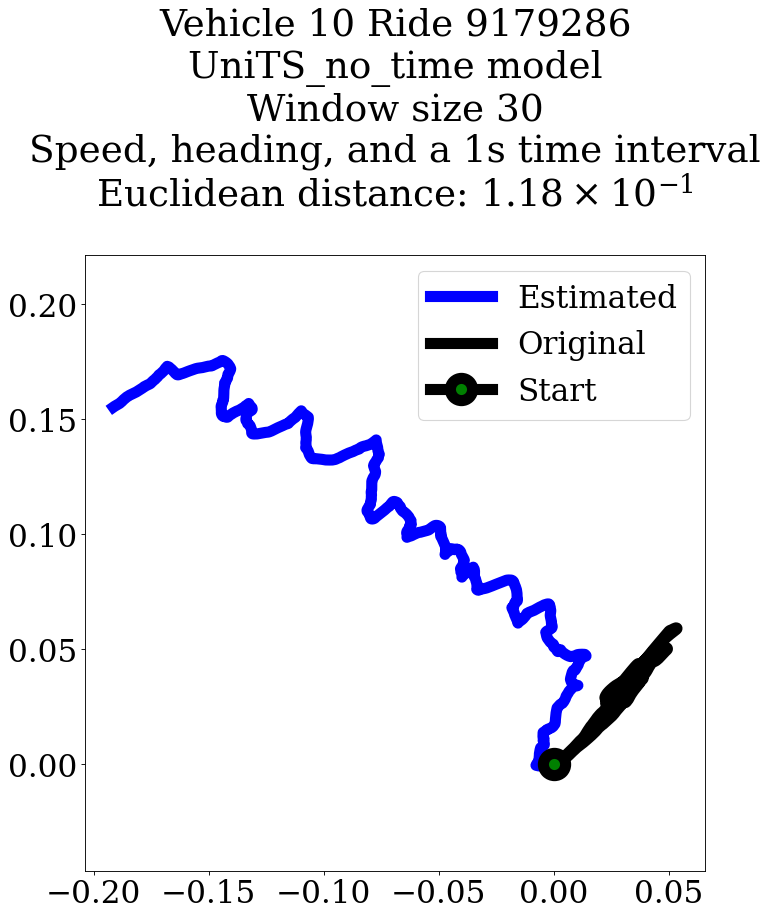 Vehicle 10 Ride 9179286
UniTS_no_time model
Window size 30
Speed, heading, and a 1s time interval
Euclidean distance: 1.18 × 10⁻¹
Estimated
Original
Start
0.20
0.15
0.10
0.05
0.00
−0.20 −0.15 −0.10 −0.05 0.00 0.05